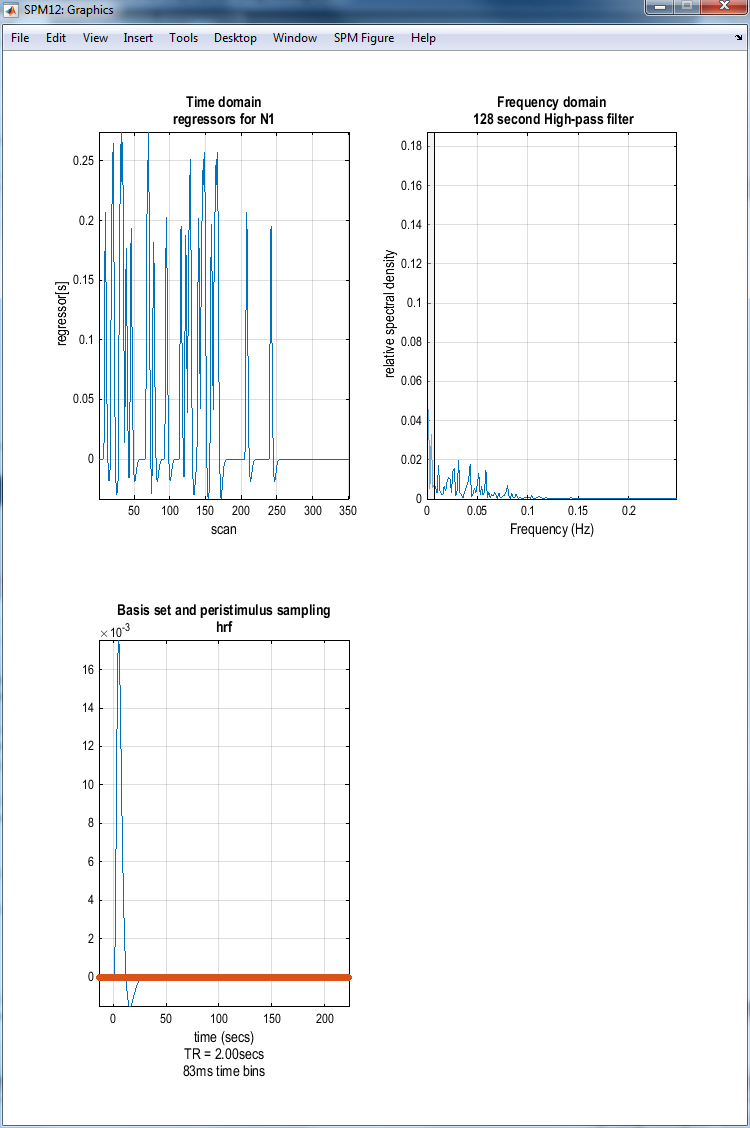 SPM12: Graphics
File Edit View Insert Tools Desktop Window SPM Figure Help
Time domain
regressors for N1
0.25
0.2
0.15
0.1
0.05
0
regressor[s]
50 100 150 200 250 300 350
scan
Frequency domain
128 second High-pass filter
0.18
0.16
0.14
0.12
0.1
0.08
0.06
0.04
0.02
0
relative spectral density
0 0.05 0.1 0.15 0.2
Frequency (Hz)
Basis set and peristimulus sampling
hrf
×10-3
16
14
12
10
8
6
4
2
0
0 50 100 150 200
time (secs)
TR = 2.00secs
83ms time bins